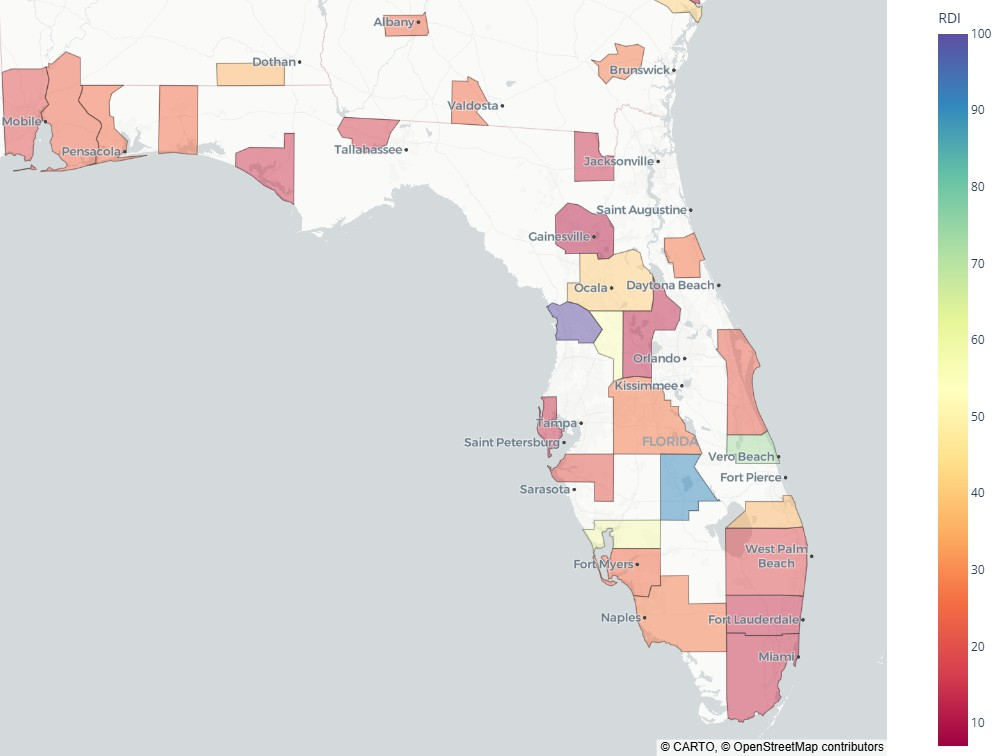 RDI
100
90
80
70
60
50
40
30
20
10
Albany
Dothan
Brunswick
Valdosta
Mobile
Pensacola
Tallahassee
Jacksonville
Saint Augustine
Gainesville
Ocala
Daytona Beach
Orlando
Kissimmee
Tampa
FLORIDA
Saint Petersburg
Vero Beach
Fort Pierce
Sarasota
West Palm
Beach
Fort Myers
Naples
Fort Lauderdale
Miami
© CARTO, © OpenStreetMap contributors